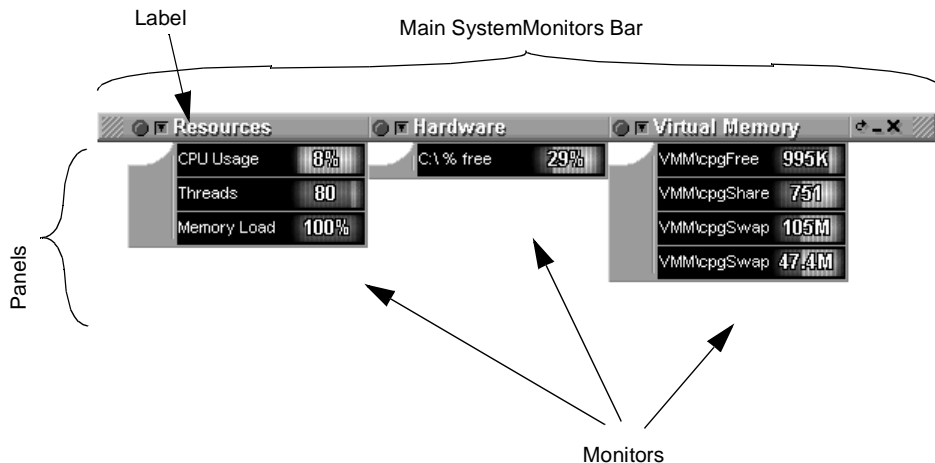 Label
Main SystemMonitors Bar
Resources
Hardware
Virtual Memory
CPU Usage 8%
Threads 80
Memory Load 100%
C:\ % free 29%
VMM\cpgFree 995K
VMM\cpgShare 751
VMM\cpgSwap 105M
VMM\cpgSwap 47.4M
Panels
Monitors